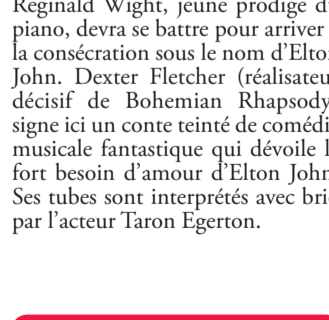 Reginald Wight, jeune prodige d
piano, devra se battre pour arriver
la consécration sous le nom d'Elto
John. Dexter Fletcher (réalisateu
décisif de Bohemian Rhapsody
signe ici un conte teinté de comédi
musicale fantastique qui dévoile l
fort besoin d'amour d'Elton John
Ses tubes sont interprétés avec bri
par l'acteur Taron Egerton.